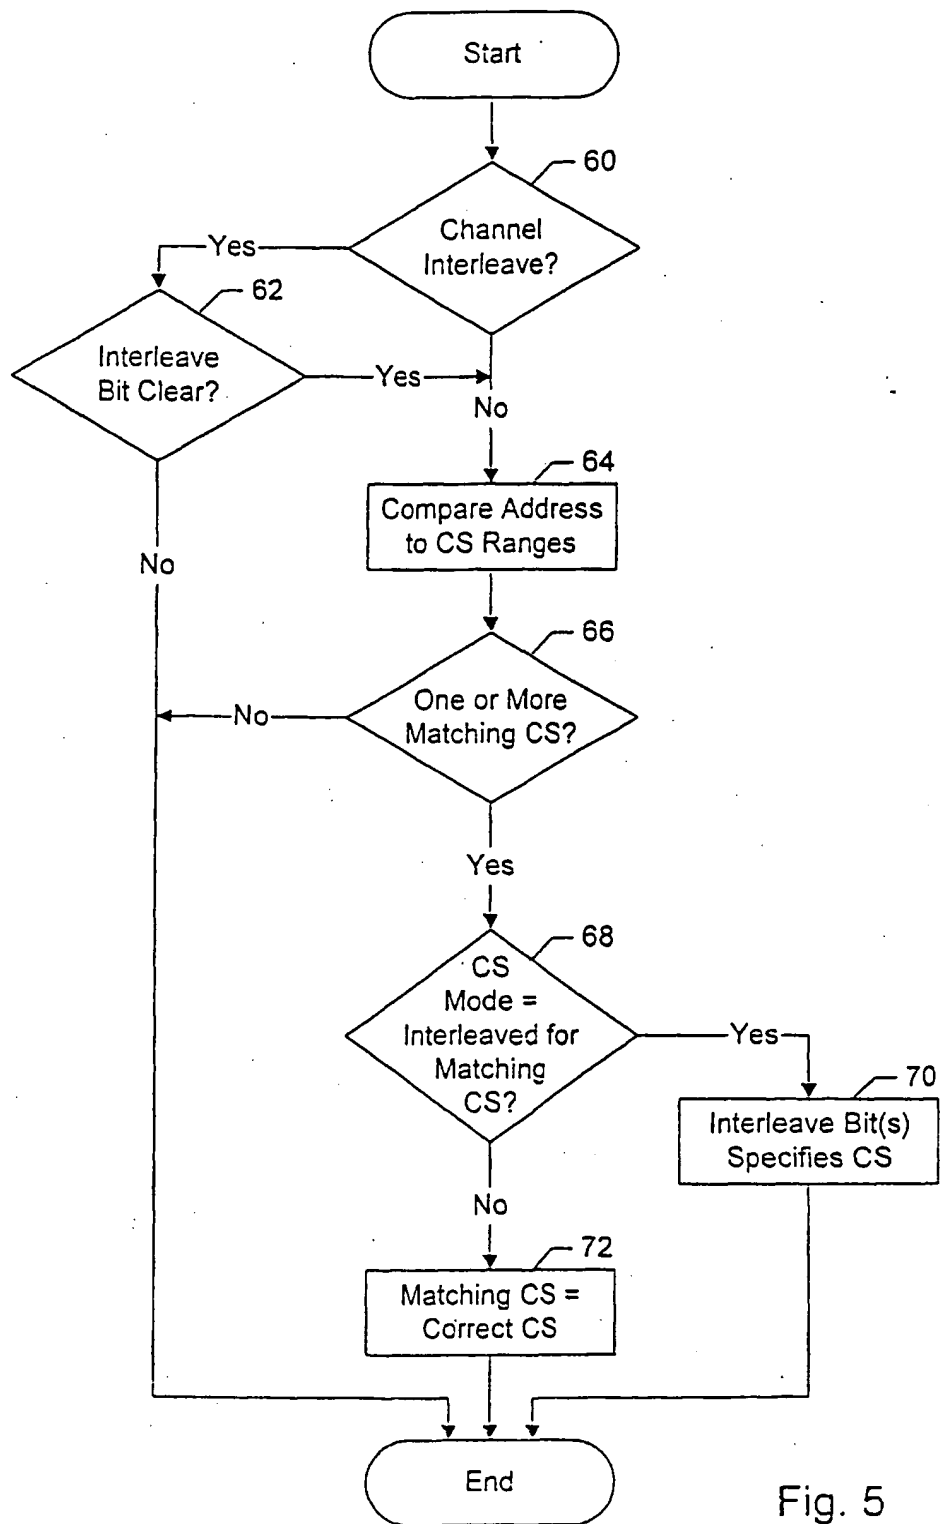 Start
60
Channel
Interleave?
Yes
62
Interleave
Bit Clear?
Yes
No
64
Compare Address
to CS Ranges
No
66
One or More
Matching CS?
No
Yes
68
CS
Mode =
Interleaved for
Matching
CS?
Yes
70
Interleave Bit(s)
Specifies CS
No
72
Matching CS =
Correct CS
End
Fig. 5